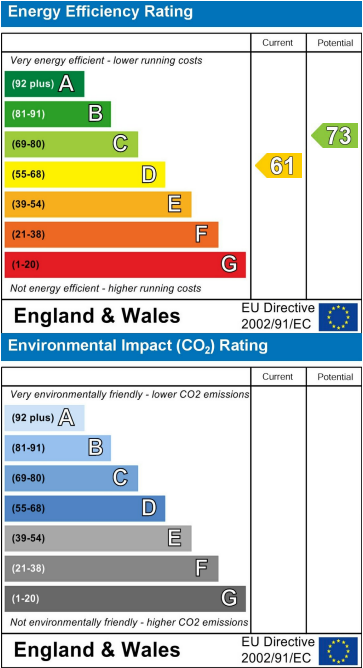 Energy Efficiency Rating
Current Potential
Very energy efficient - lower running costs
(92 plus) A
(81-91) B
(69-80) C
73
(55-68) D
61
(39-54) E
(21-38) F
(1-20) G
Not energy efficient - higher running costs
England & Wales
EU Directive
2002/91/EC
Environmental Impact (CO₂) Rating
Current Potential
Very environmentally friendly - lower CO2 emissions
(92 plus) A
(81-91) B
(69-80) C
(55-68) D
(39-54) E
(21-38) F
(1-20) G
Not environmentally friendly - higher CO2 emissions
England & Wales
EU Directive
2002/91/EC